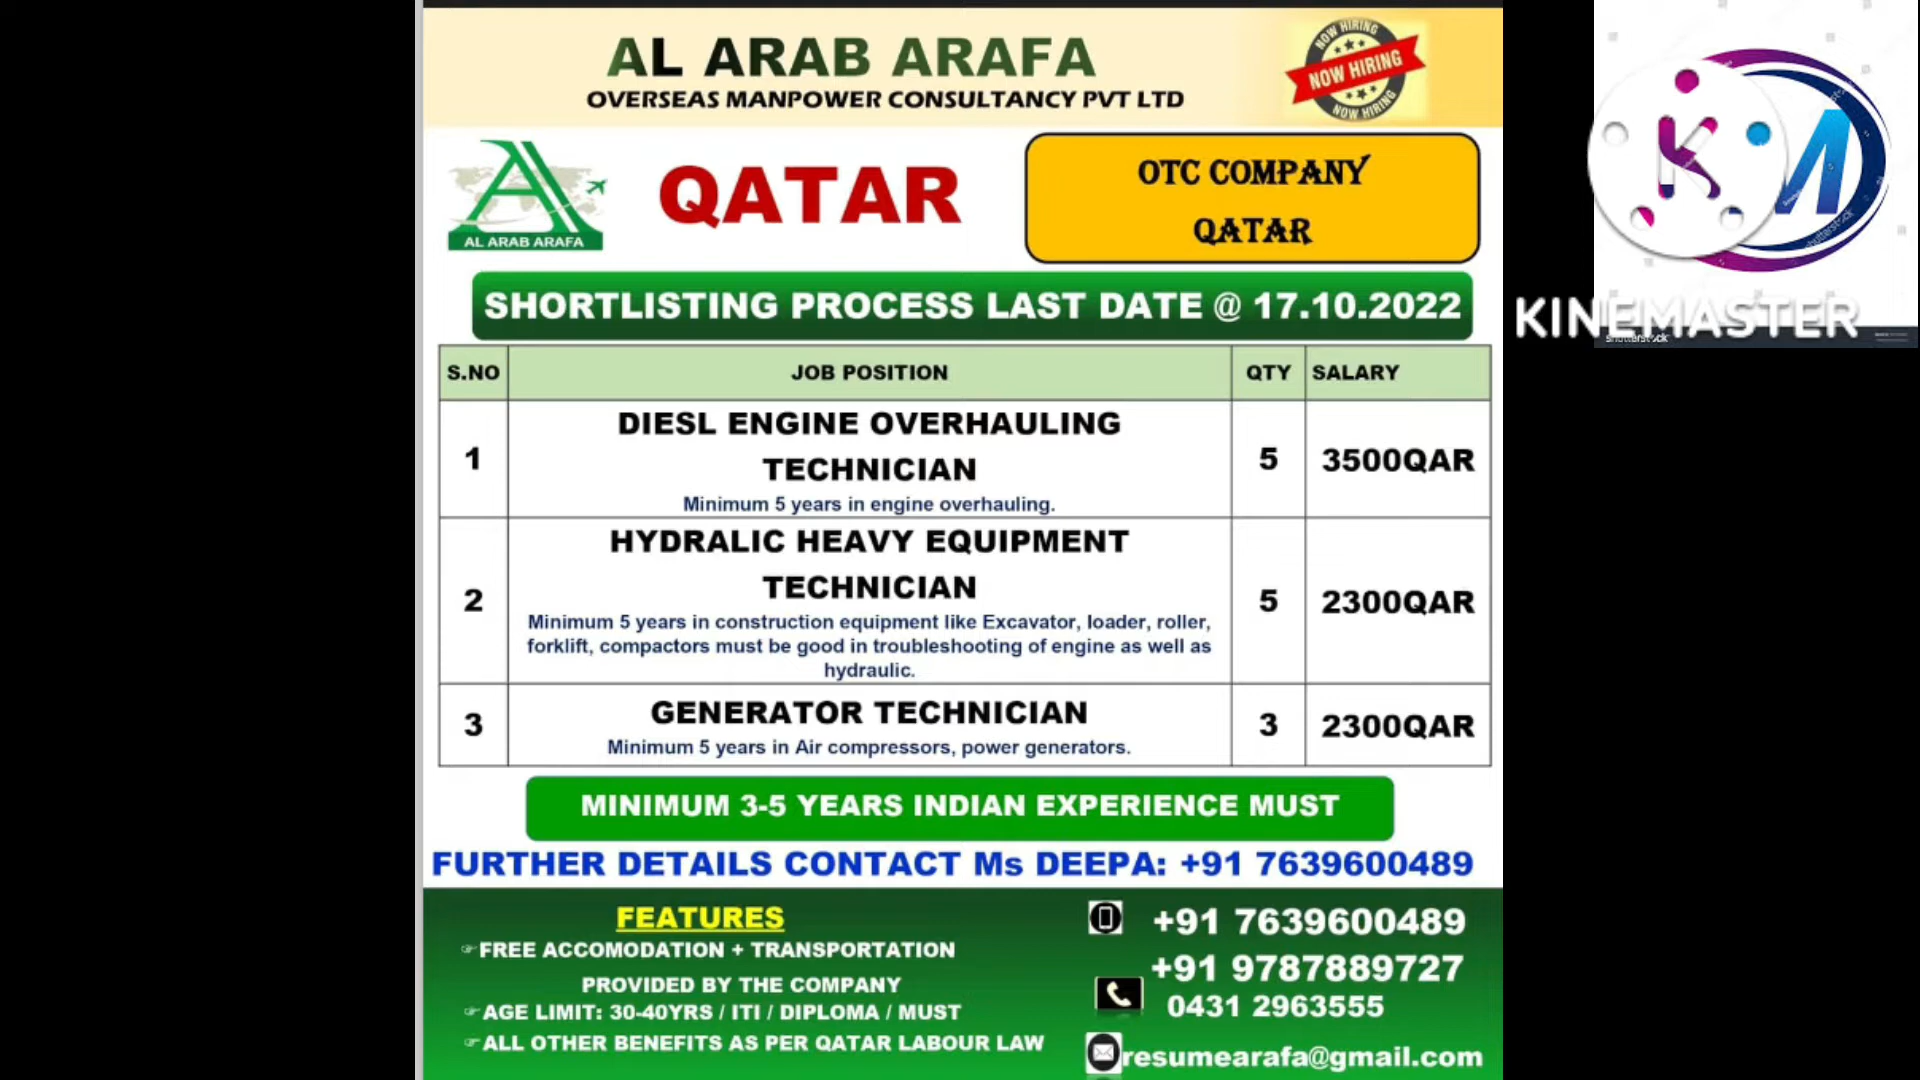 AL ARAB ARAFA
OVERSEAS MANPOWER CONSULTANCY PVT LTD
NOW HIRING
NOW HIRING
NOW HIRING
AL ARAB ARAFA
QATAR
OTC COMPANY
QATAR
K
M
KINEMASTER
shutterstock
SHORTLISTING PROCESS LAST DATE @ 17.10.2022
S.NO JOB POSITION QTY SALARY
1 DIESL ENGINE OVERHAULING TECHNICIAN 5 3500QAR
Minimum 5 years in engine overhauling.
2 HYDRALIC HEAVY EQUIPMENT TECHNICIAN 5 2300QAR
Minimum 5 years in construction equipment like Excavator, loader, roller,
forklift, compactors must be good in troubleshooting of engine as well as
hydraulic.
3 GENERATOR TECHNICIAN 3 2300QAR
Minimum 5 years in Air compressors, power generators.
MINIMUM 3-5 YEARS INDIAN EXPERIENCE MUST
FURTHER DETAILS CONTACT Ms DEEPA: +91 7639600489
FEATURES
☞FREE ACCOMODATION + TRANSPORTATION
PROVIDED BY THE COMPANY
☞AGE LIMIT: 30-40YRS / ITI / DIPLOMA / MUST
☞ALL OTHER BENEFITS AS PER QATAR LABOUR LAW
+91 7639600489
+91 9787889727
0431 2963555
resumearafa@gmail.com